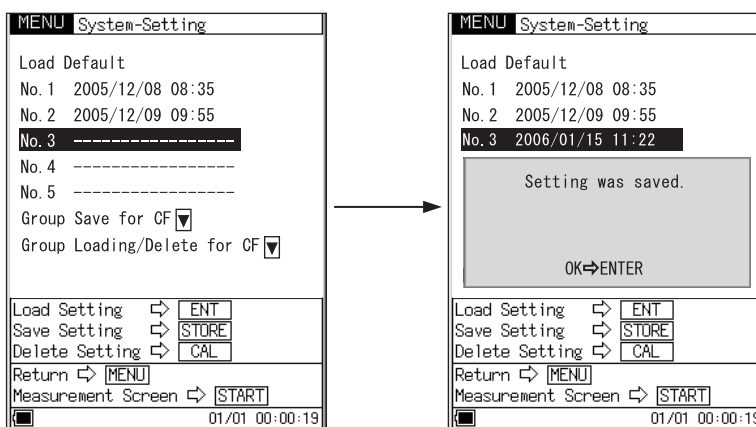 MENU System-Setting
Load Default
No. 1 2005/12/08 08:35
No. 2 2005/12/09 09:55
No. 3 -----------------
No. 4 -----------------
No. 5 -----------------
Group Save for CF▼
Group Loading/Delete for CF▼
Load Setting ⇨ ENT
Save Setting ⇨ STORE
Delete Setting ⇨ CAL
Return ⇨ MENU
Measurement Screen ⇨ START
01/01 00:00:19
MENU System-Setting
Load Default
No. 1 2005/12/08 08:35
No. 2 2005/12/09 09:55
No. 3 2006/01/15 11:22
Setting was saved.
OK⇨ENTER
Load Setting ⇨ ENT
Save Setting ⇨ STORE
Delete Setting ⇨ CAL
Return ⇨ MENU
Measurement Screen ⇨ START
01/01 00:00:19